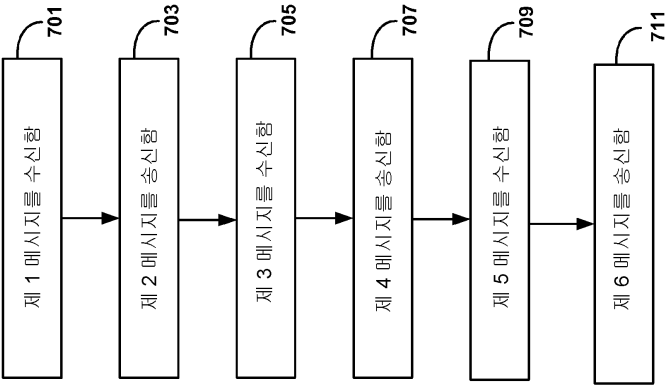 701
제 1 메시지를 수신함
703
제 2 메시지를 송신함
705
제 3 메시지를 수신함
707
제 4 메시지를 송신함
709
제 5 메시지를 수신함
711
제 6 메시지를 송신함